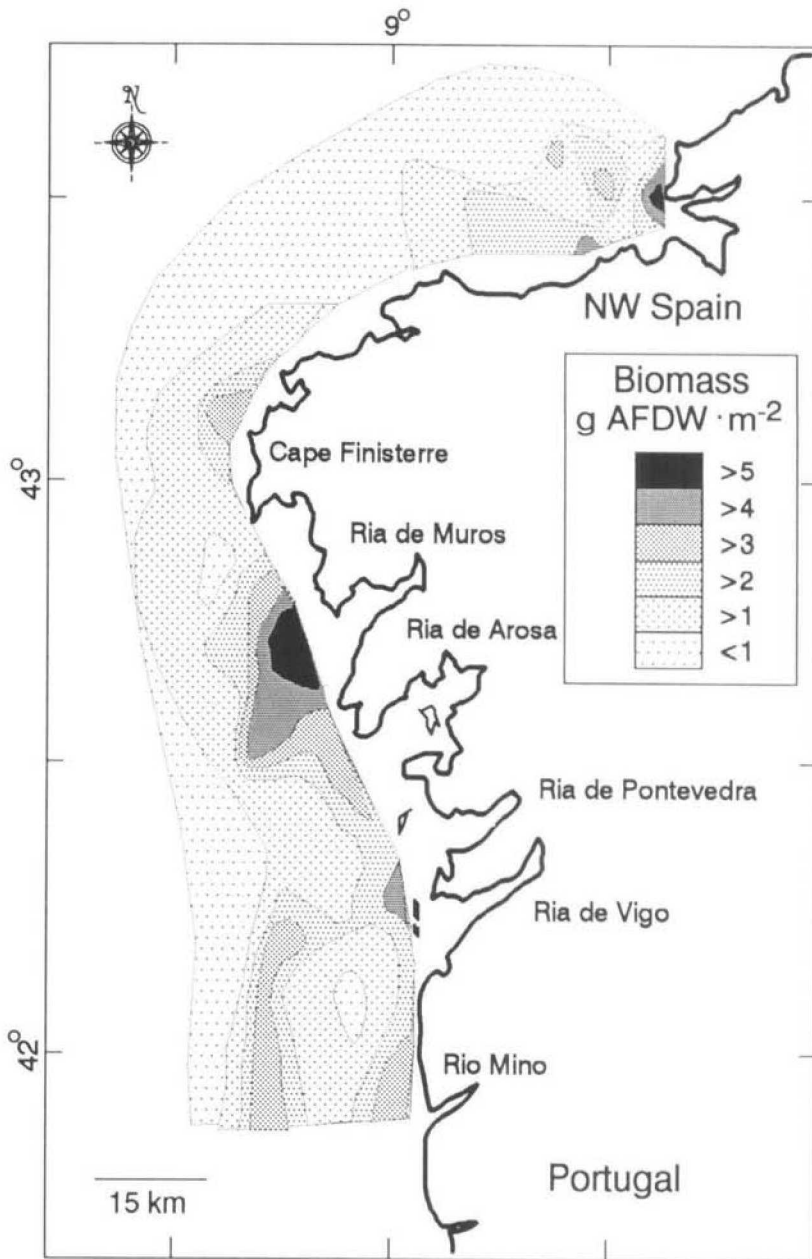 9°
N
NW Spain
Biomass
g AFDW · m⁻²
>5
>4
>3
>2
>1
<1
Cape Finisterre
43°
Ria de Muros
Ria de Arosa
Ria de Pontevedra
Ria de Vigo
42°
Rio Mino
15 km
Portugal